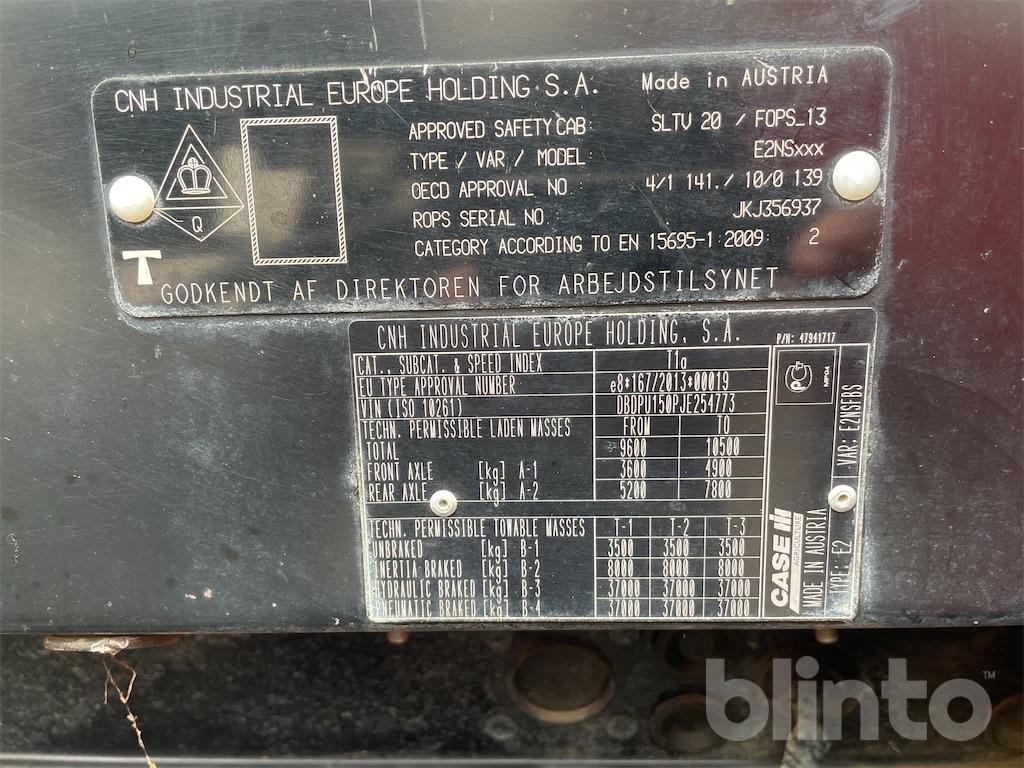 CNH INDUSTRIAL EUROPE HOLDING S.A. Made in AUSTRIA
APPROVED SAFETY CAB: SLTV 20 / FOPS_13
TYPE / VAR / MODEL E2NSxxx
OECD APPROVAL NO 4/1 141./ 10/0 139
ROPS SERIAL NO. JKJ356937
CATEGORY ACCORDING TO EN 15695-1:2009: 2
Q
T
GODKENDT AF DIREKTOREN FOR ARBEJDSTILSYNET
CNH INDUSTRIAL EUROPE HOLDING, S.A. P/N: 47941717
CAT., SUBCAT. & SPEED INDEX T1a
EU TYPE APPROVAL NUMBER e8*167/2013*00019
VIN (ISO 10261) DBDPU150PJE254773
TECHN. PERMISSIBLE LADEN MASSES FROM TO
TOTAL 9600 10500
FRONT AXLE [kg] A-1 3600 4900
REAR AXLE [kg] A-2 5200 7800
TECHN. PERMISSIBLE TOWABLE MASSES T-1 T-2 T-3
UNBRAKED [kg] B-1 3500 3500 3500
INERTIA BRAKED [kg] B-2 8000 8000 8000
HYDRAULIC BRAKED [kg] B-3 37000 37000 37000
PNEUMATIC BRAKED [kg] B-4 37000 37000 37000
CASE III
AGRICULTURE
MADE IN AUSTRIA
TYPE: E2 VAR: E2NSFBS
PCT
MP04
blinto™